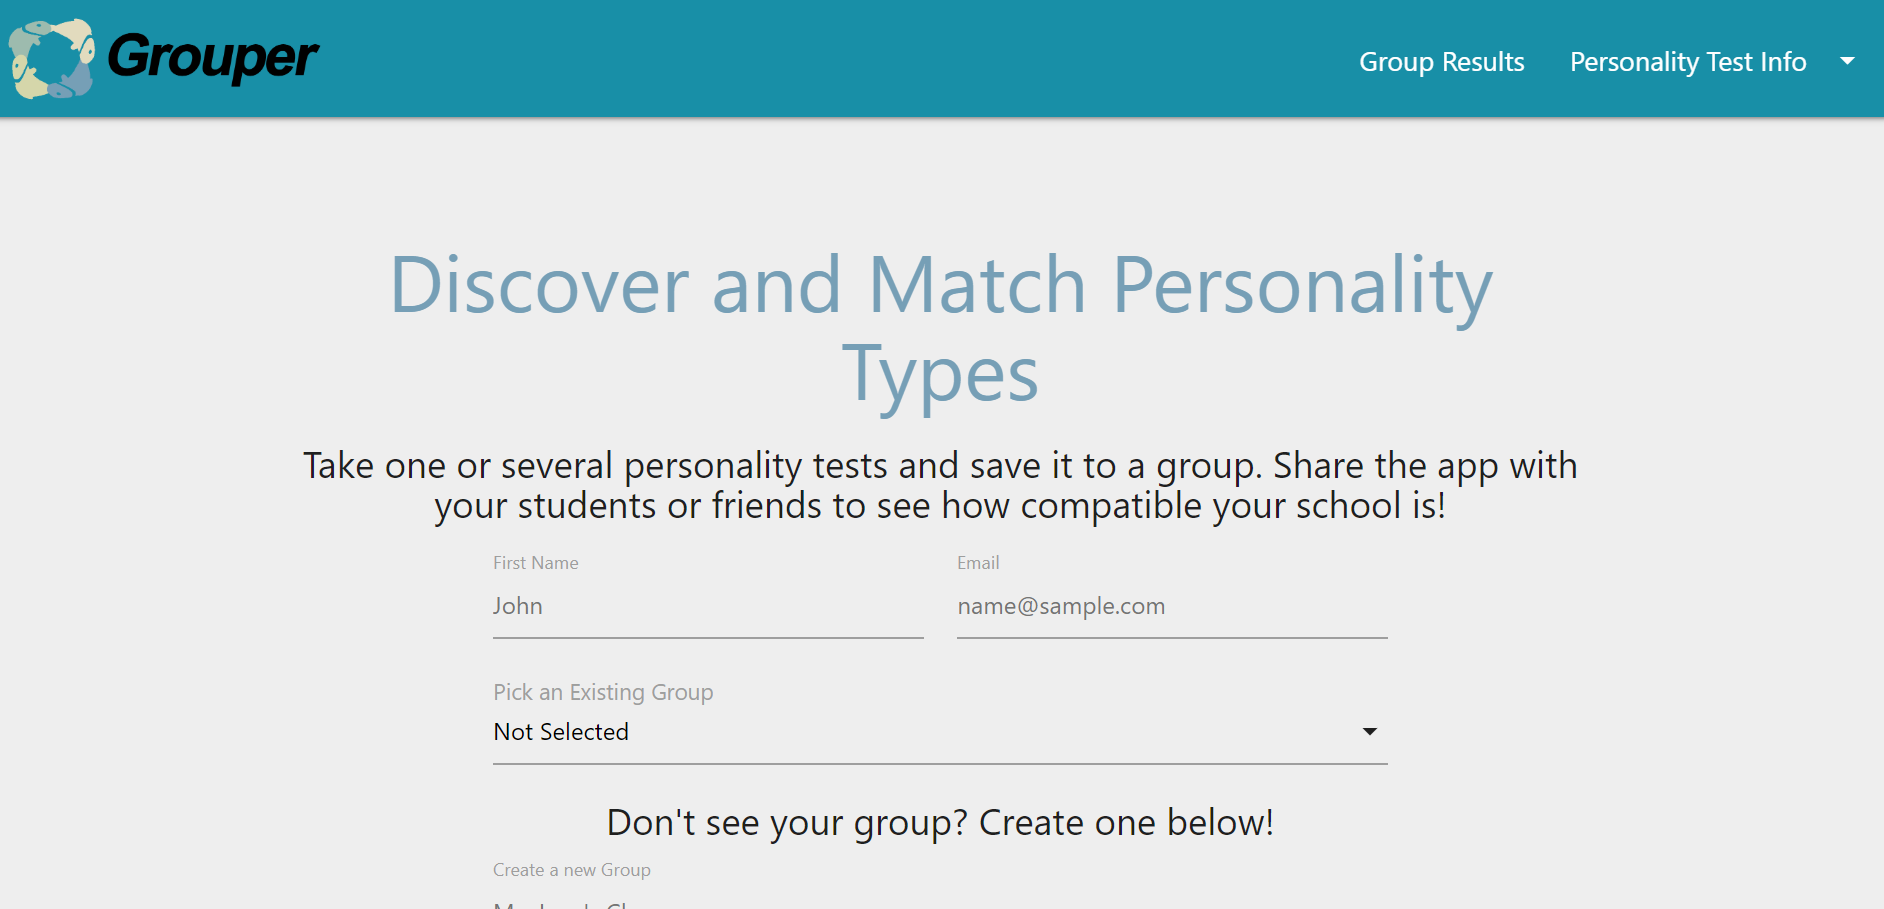 Grouper
Group Results
Personality Test Info
Discover and Match Personality
Types
Take one or several personality tests and save it to a group. Share the app with
your students or friends to see how compatible your school is!
First Name
Email
John
name@sample.com
Pick an Existing Group
Not Selected
Don't see your group? Create one below!
Create a new Group